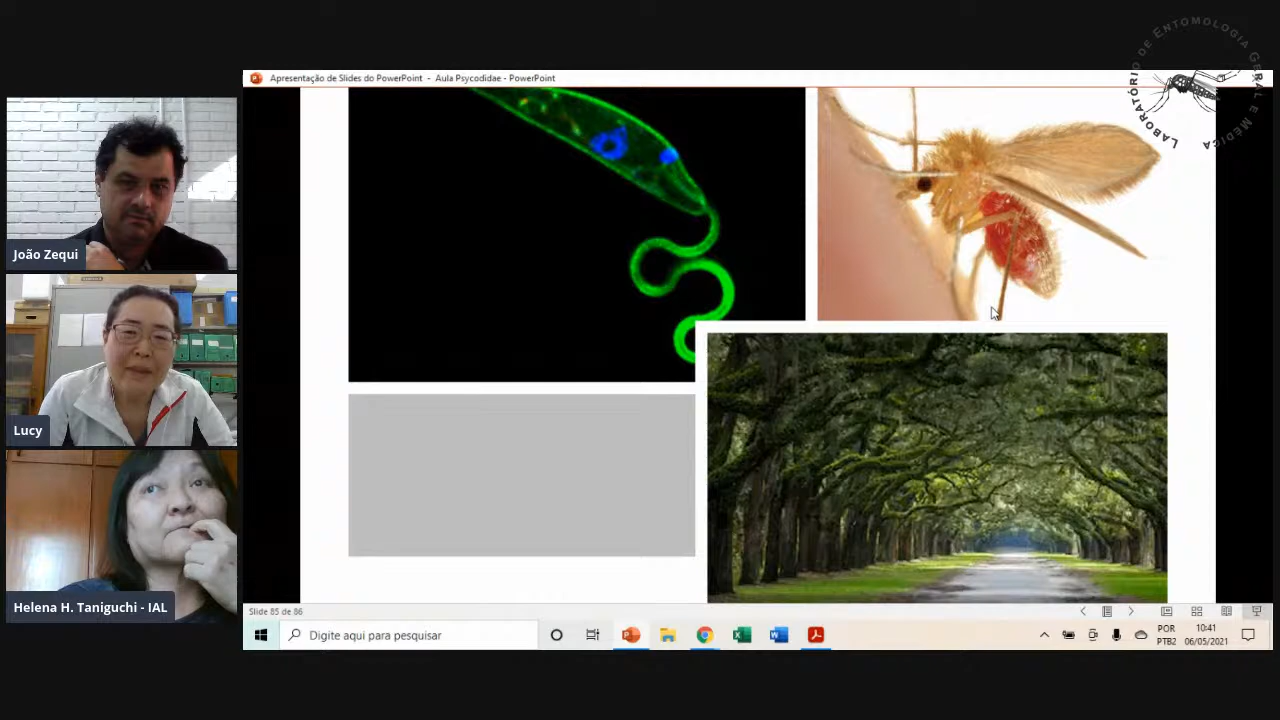 LABORATÓRIO DE ENTOMOLOGIA GERAL E MÉDICA
Apresentação de Slides do PowerPoint - Aula Psycodidae - PowerPoint
João Zequi
Lucy
Helena H. Taniguchi - IAL
Slide 85 de 86
Digite aqui para pesquisar
POR
PTB2
10:41
06/05/2021